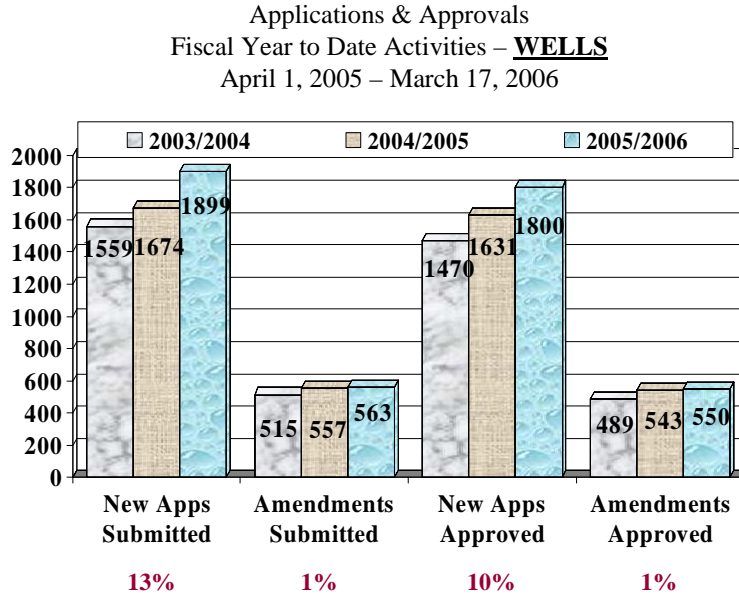 Applications & Approvals
Fiscal Year to Date Activities – WELLS
April 1, 2005 – March 17, 2006
2003/2004 2004/2005 2005/2006
2000
1800
1600
1400
1200
1000
800
600
400
200
0
1559 1674 1899
515 557 563
1470 1631 1800
489 543 550
New Apps Submitted
Amendments Submitted
New Apps Approved
Amendments Approved
13% 1% 10% 1%